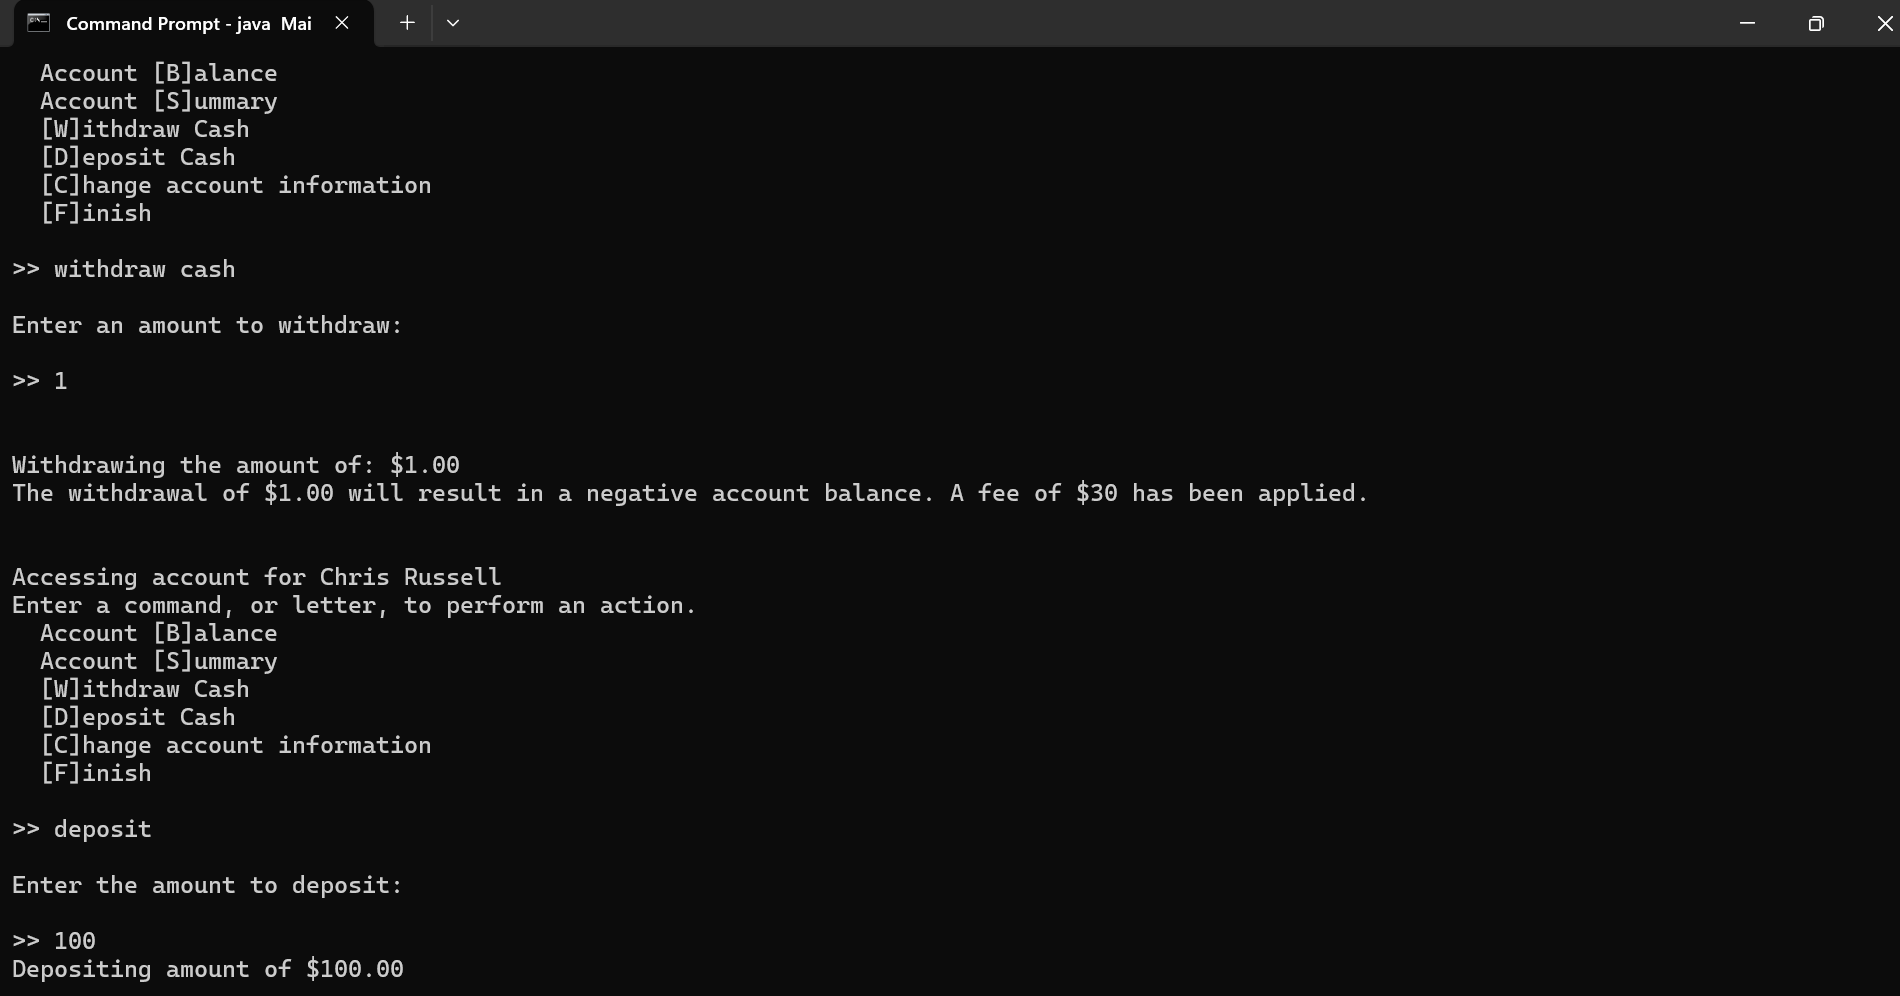 Command Prompt - java  Mai
Account [B]alance
Account [S]ummary
[W]ithdraw Cash
[D]eposit Cash
[C]hange account information
[F]inish
>> withdraw cash
Enter an amount to withdraw:
>> 1
Withdrawing the amount of: $1.00
The withdrawal of $1.00 will result in a negative account balance. A fee of $30 has been applied.
Accessing account for Chris Russell
Enter a command, or letter, to perform an action.
Account [B]alance
Account [S]ummary
[W]ithdraw Cash
[D]eposit Cash
[C]hange account information
[F]inish
>> deposit
Enter the amount to deposit:
>> 100
Depositing amount of $100.00